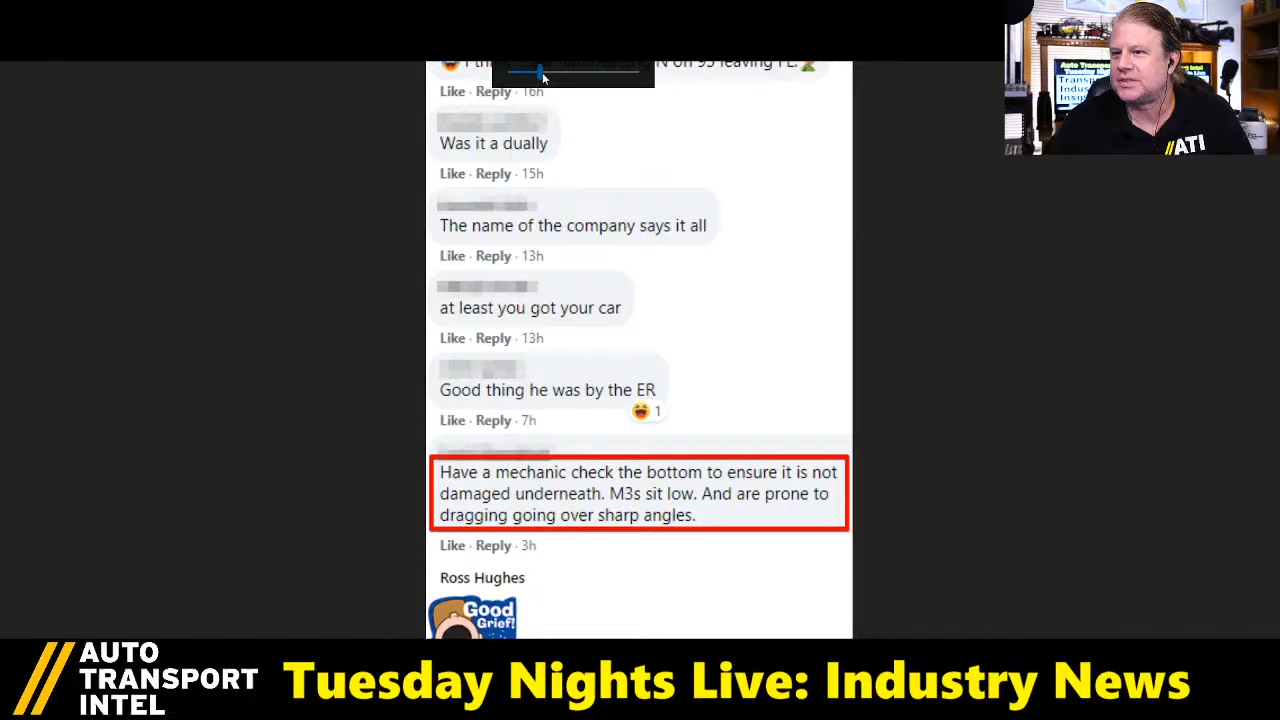 N on 95 leaving FL.
Like · Reply · 16h
Was it a dually
Like · Reply · 15h
The name of the company says it all
Like · Reply · 13h
at least you got your car
Like · Reply · 13h
Good thing he was by the ER
1
Like · Reply · 7h
Have a mechanic check the bottom to ensure it is not
damaged underneath. M3s sit low. And are prone to
dragging going over sharp angles.
Like · Reply · 3h
Ross Hughes
Good
Grief!
//ATI
AUTO
TRANSPORT
INTEL
Tuesday Nights Live: Industry News